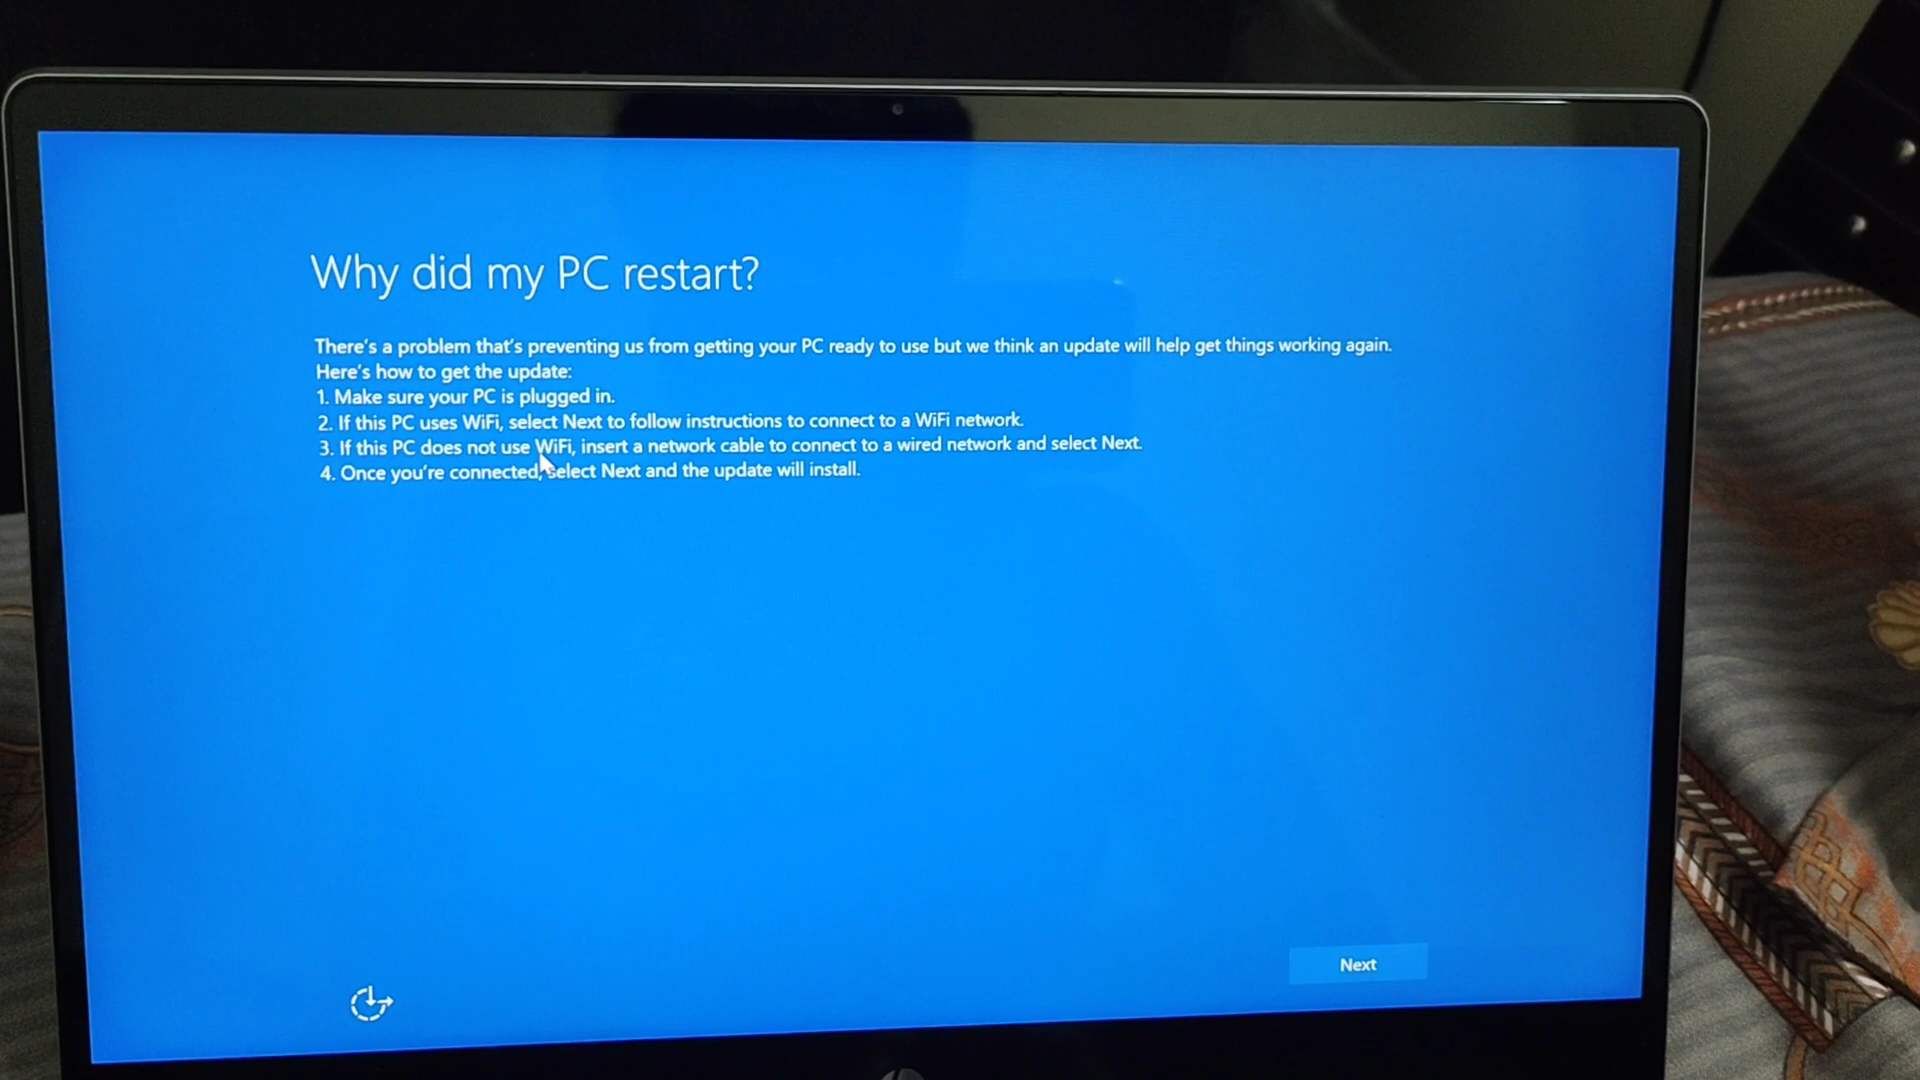 Why did my PC restart?
There's a problem that's preventing us from getting your PC ready to use but we think an update will help get things working again.
Here's how to get the update:
1. Make sure your PC is plugged in.
2. If this PC uses WiFi, select Next to follow instructions to connect to a WiFi network.
3. If this PC does not use WiFi, insert a network cable to connect to a wired network and select Next.
4. Once you're connected, select Next and the update will install.
Next